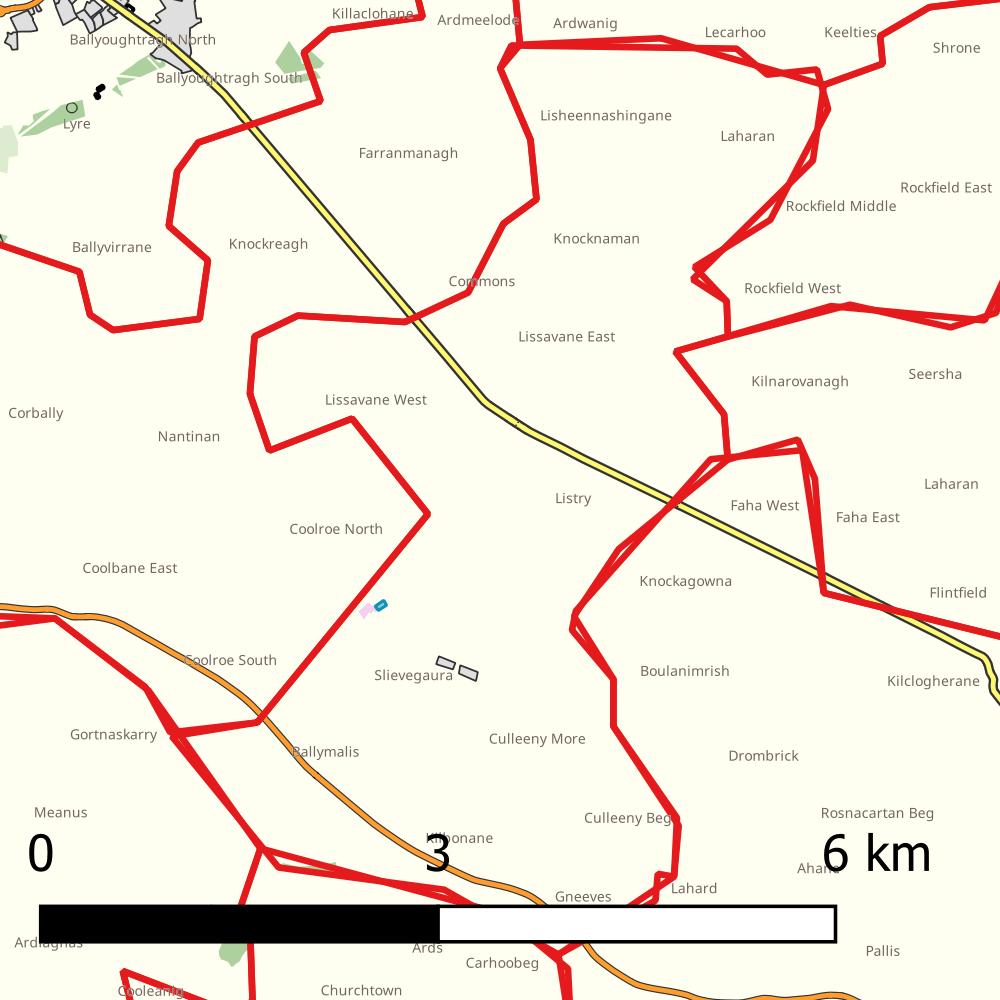 Killaclohane
Ardmeelode
Ardwanig
Lecarhoo
Keelties
Ballyoughtragh North
Shrone
Ballyoughtragh South
Lisheennashingane
Lyre
Laharan
Farranmanagh
Rockfield East
Rockfield Middle
Ballyvirrane
Knockreagh
Knocknaman
Commons
Rockfield West
Lissavane East
Seersha
Kilnarovanagh
Lissavane West
Corbally
Nantinan
Laharan
Listry
Faha West
Faha East
Coolroe North
Coolbane East
Knockagowna
Flintfield
Coolroe South
Slievegaura
Boulanimrish
Kilclogherane
Gortnaskarry
Culleeny More
Ballymalis
Drombrick
Meanus
Culleeny Beg
Rosnacartan Beg
Kilbonane
0 3 6 km
Ahane
Lahard
Gneeves
Ardlaghas
Ards
Pallis
Carhoobeg
Cooleanig
Churchtown